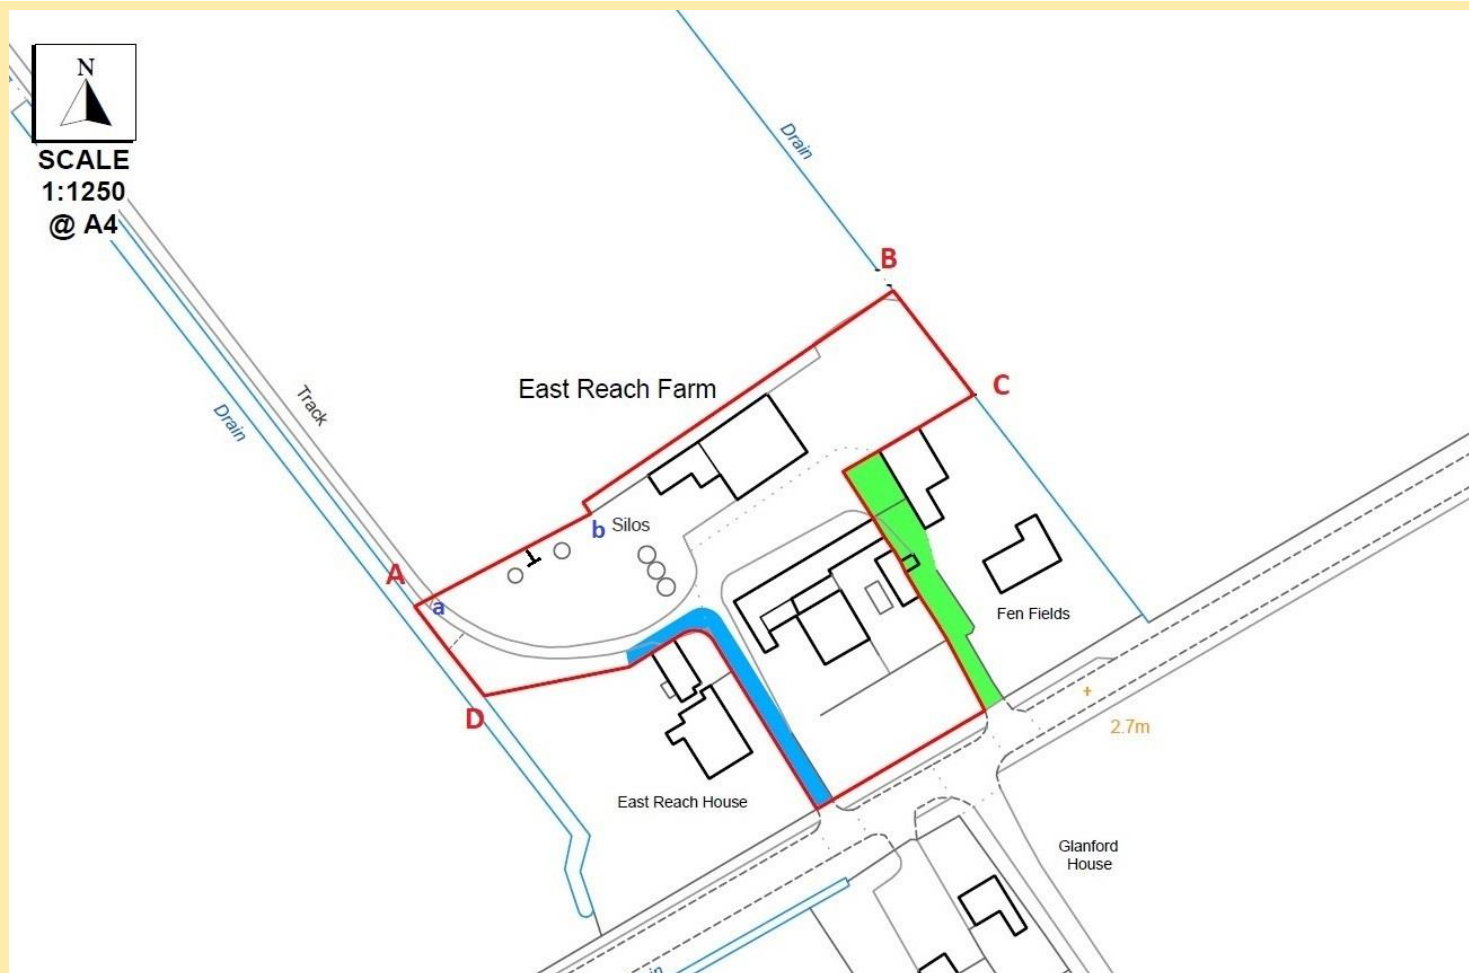 N
SCALE
1:1250
@ A4
Drain
B
C
East Reach Farm
Track
Drain
b
Silos
A
a
Fen Fields
D
2.7m
East Reach House
Glanford
House